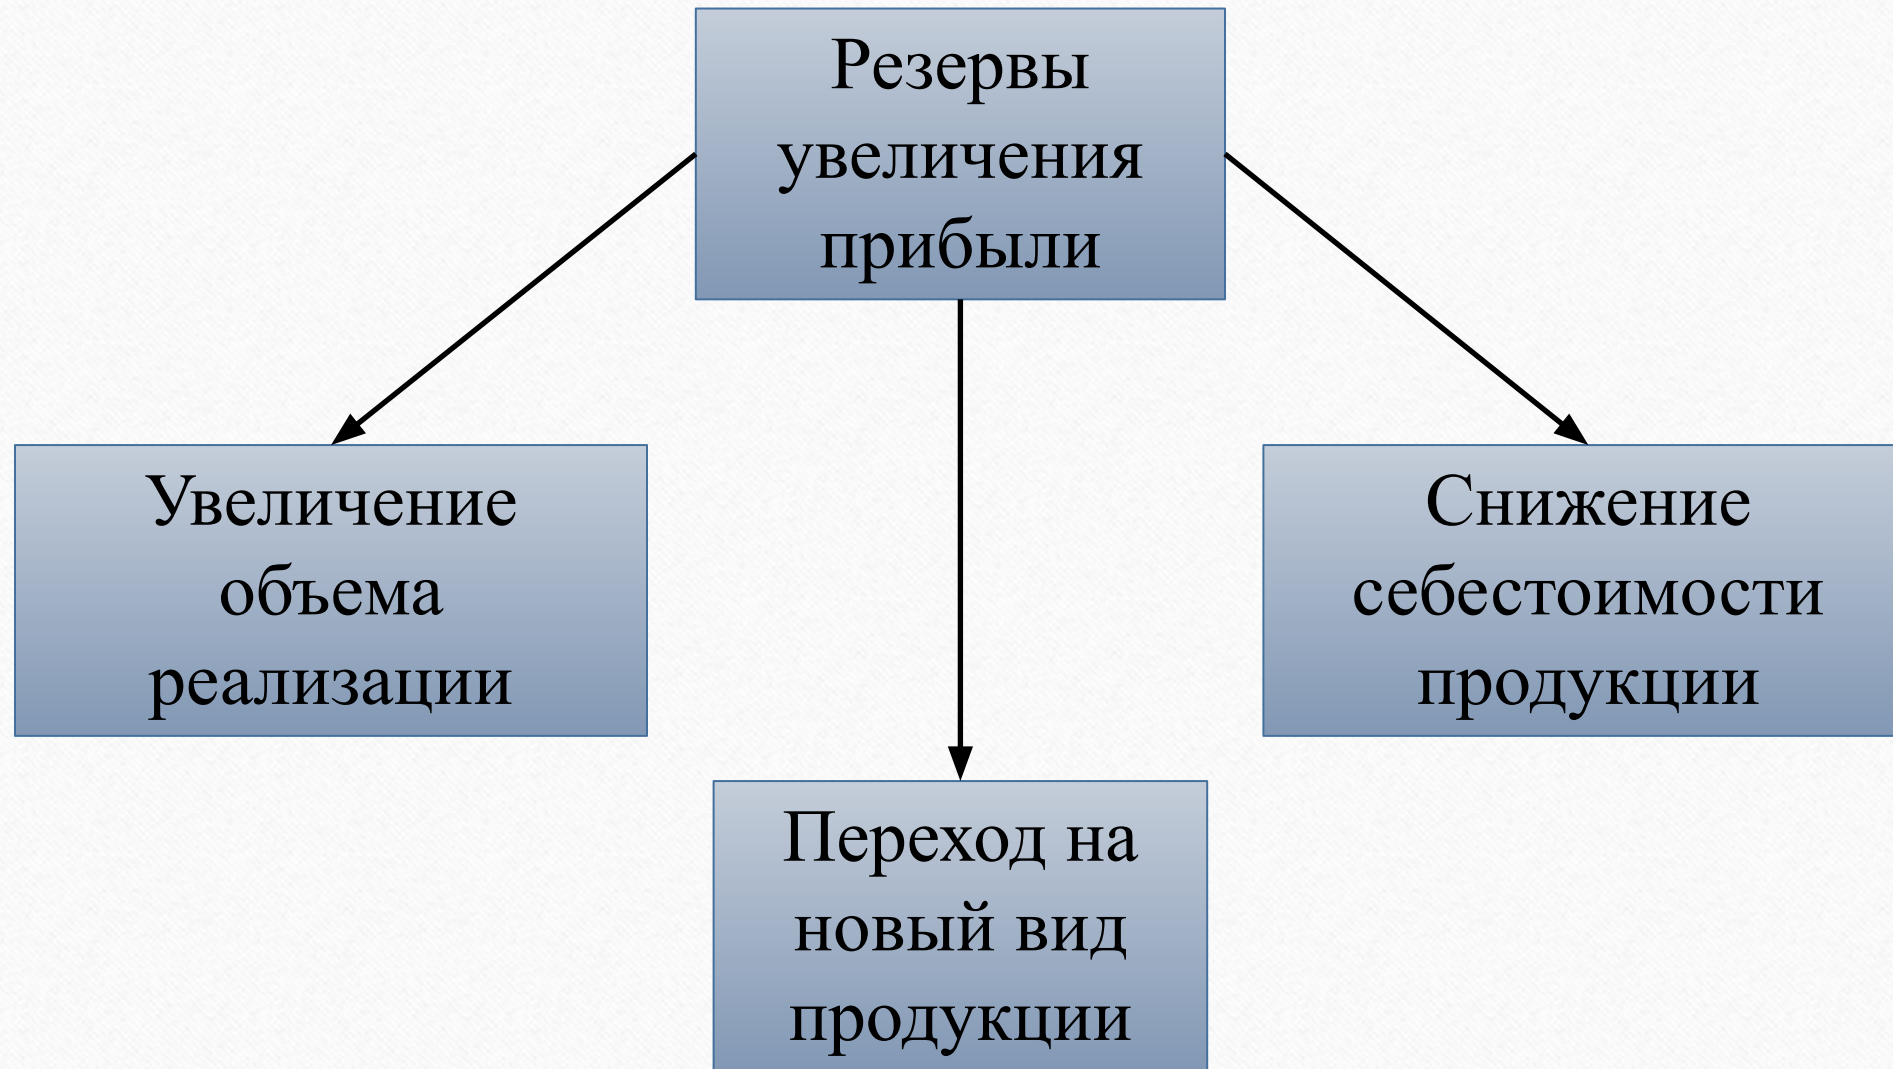 Резервы
увеличения
прибыли
Увеличение
объема
реализации
Снижение
себестоимости
продукции
Переход на
новый вид
продукции